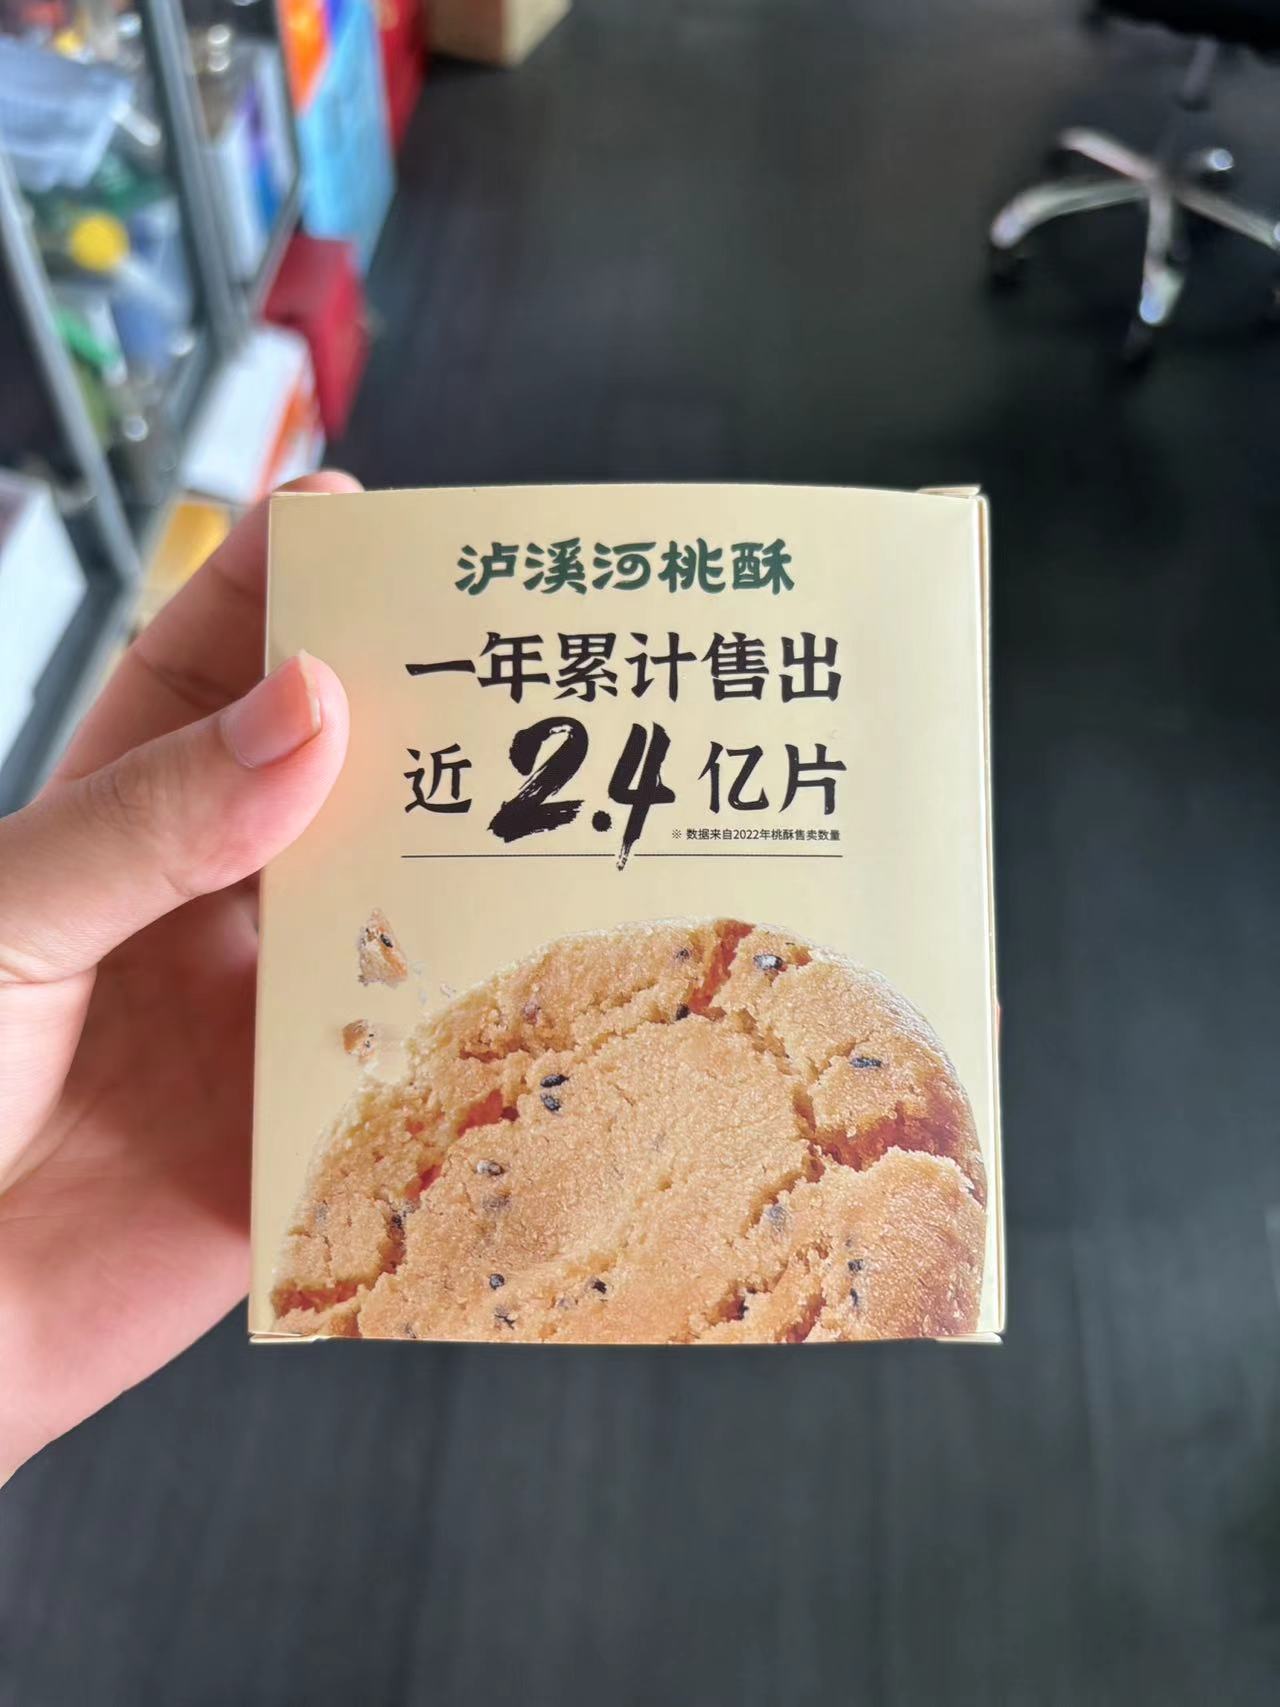 泸溪河桃酥
一年累计售出
近2.4亿片
※ 数据来自2022年桃酥售卖数量